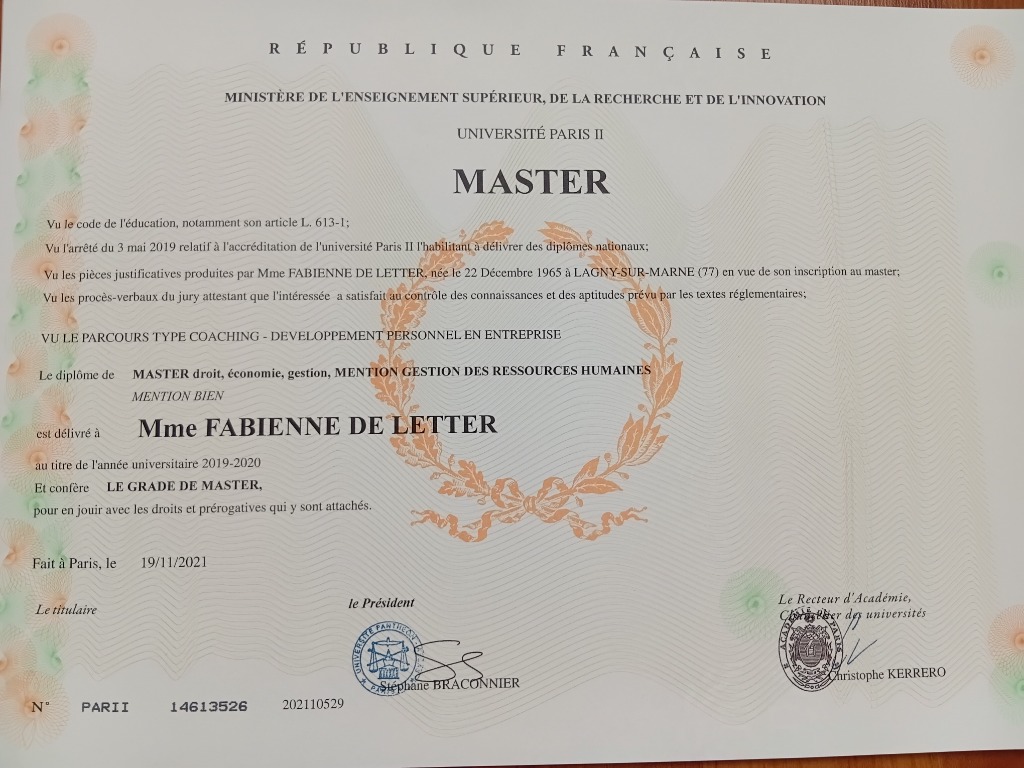 RÉPUBLIQUE FRANÇAISE
MINISTÈRE DE L'ENSEIGNEMENT SUPÉRIEUR, DE LA RECHERCHE ET DE L'INNOVATION
UNIVERSITÉ PARIS II
MASTER
Vu le code de l'éducation, notamment son article L. 613-1;
Vu l'arrêté du 3 mai 2019 relatif à l'accréditation de l'université Paris II l'habilitant à délivrer des diplômes nationaux;
Vu les pièces justificatives produites par Mme FABIENNE DE LETTER, née le 22 Décembre 1965 à LAGNY-SUR-MARNE (77) en vue de son inscription au master;
Vu les procès-verbaux du jury attestant que l'intéressée a satisfait au contrôle des connaissances et des aptitudes prévu par les textes réglementaires;
VU LE PARCOURS TYPE COACHING - DEVELOPPEMENT PERSONNEL EN ENTREPRISE
Le diplôme de MASTER droit, économie, gestion, MENTION GESTION DES RESSOURCES HUMAINES
MENTION BIEN
est délivré à Mme FABIENNE DE LETTER
au titre de l'année universitaire 2019-2020
Et confère LE GRADE DE MASTER,
pour en jouir avec les droits et prérogatives qui y sont attachés.
Fait à Paris, le 19/11/2021
Le titulaire
le Président
Le Recteur d'Académie,
Chancelier des universités
UNIVERSITÉ PANTHÉON
PARIS
Stéphane BRACONNIER
ACADÉMIE DE PARIS
Christophe KERRERO
N° PARII 14613526 202110529